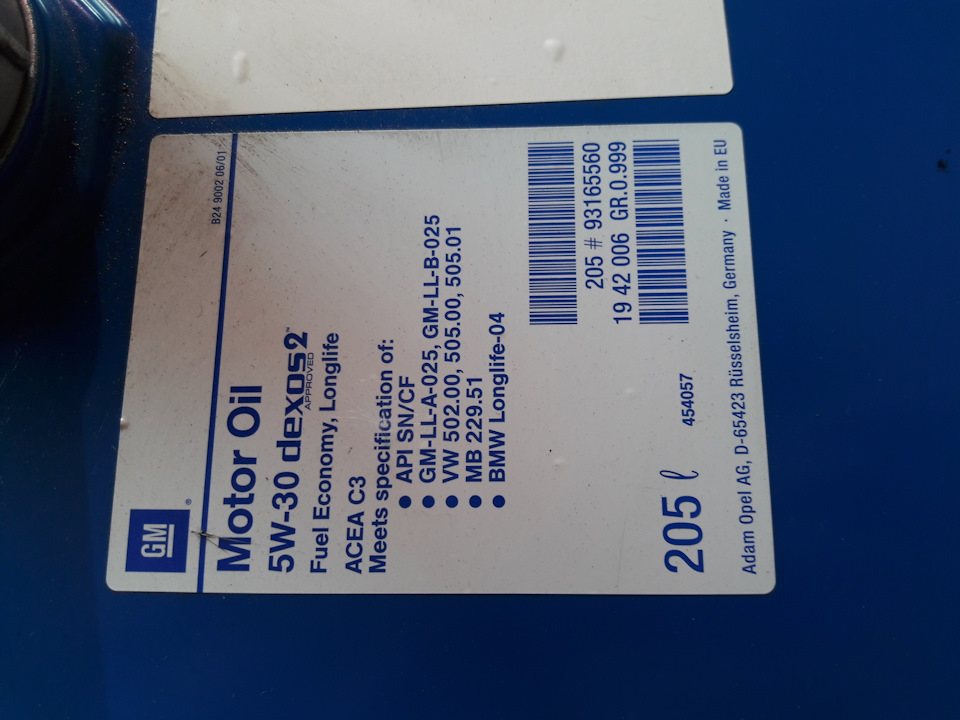 GM
®
B24 9002 06/01
Motor Oil
5W-30 dexos2™
APPROVED
Fuel Economy, Longlife
ACEA C3
Meets specification of:
● API SN/CF
● GM-LL-A-025, GM-LL-B-025
● VW 502.00, 505.00, 505.01
● MB 229.51
● BMW Longlife-04
205 # 93165560
19 42 006 GR.0.999
205 ℓ
454057
Adam Opel AG, D-65423 Rüsselsheim, Germany · Made in EU